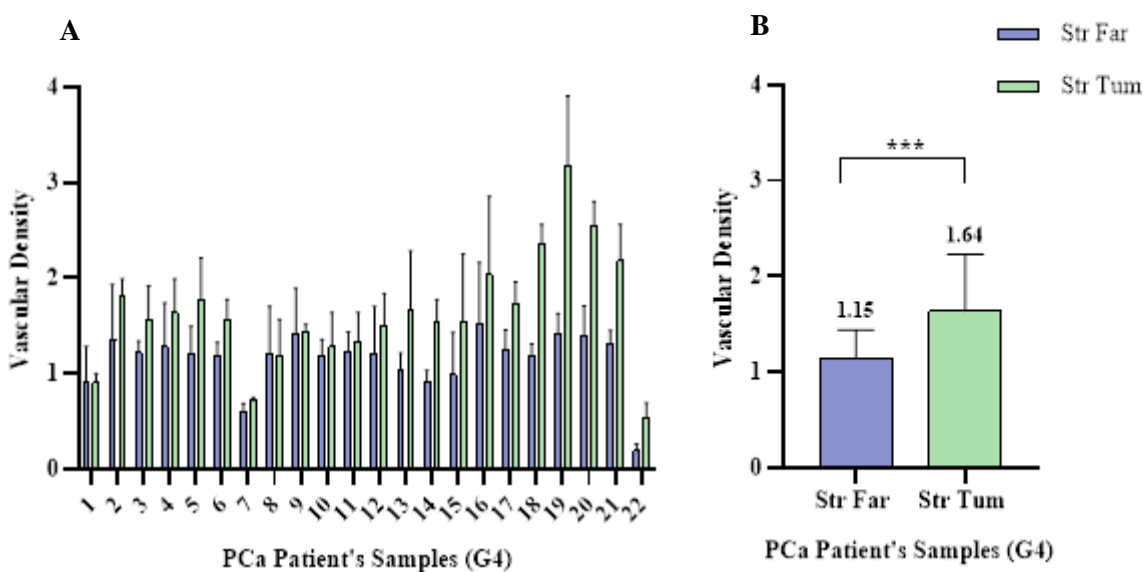 A
Vascular Density
4
3
2
1
0
1 2 3 4 5 6 7 8 9 10 11 12 13 14 15 16 17 18 19 20 21 22
PCa Patient's Samples (G4)
B
Str Far
Str Tum
Vascular Density
4
3
2
1
0
***
1.15
1.64
Str Far Str Tum
PCa Patient's Samples (G4)